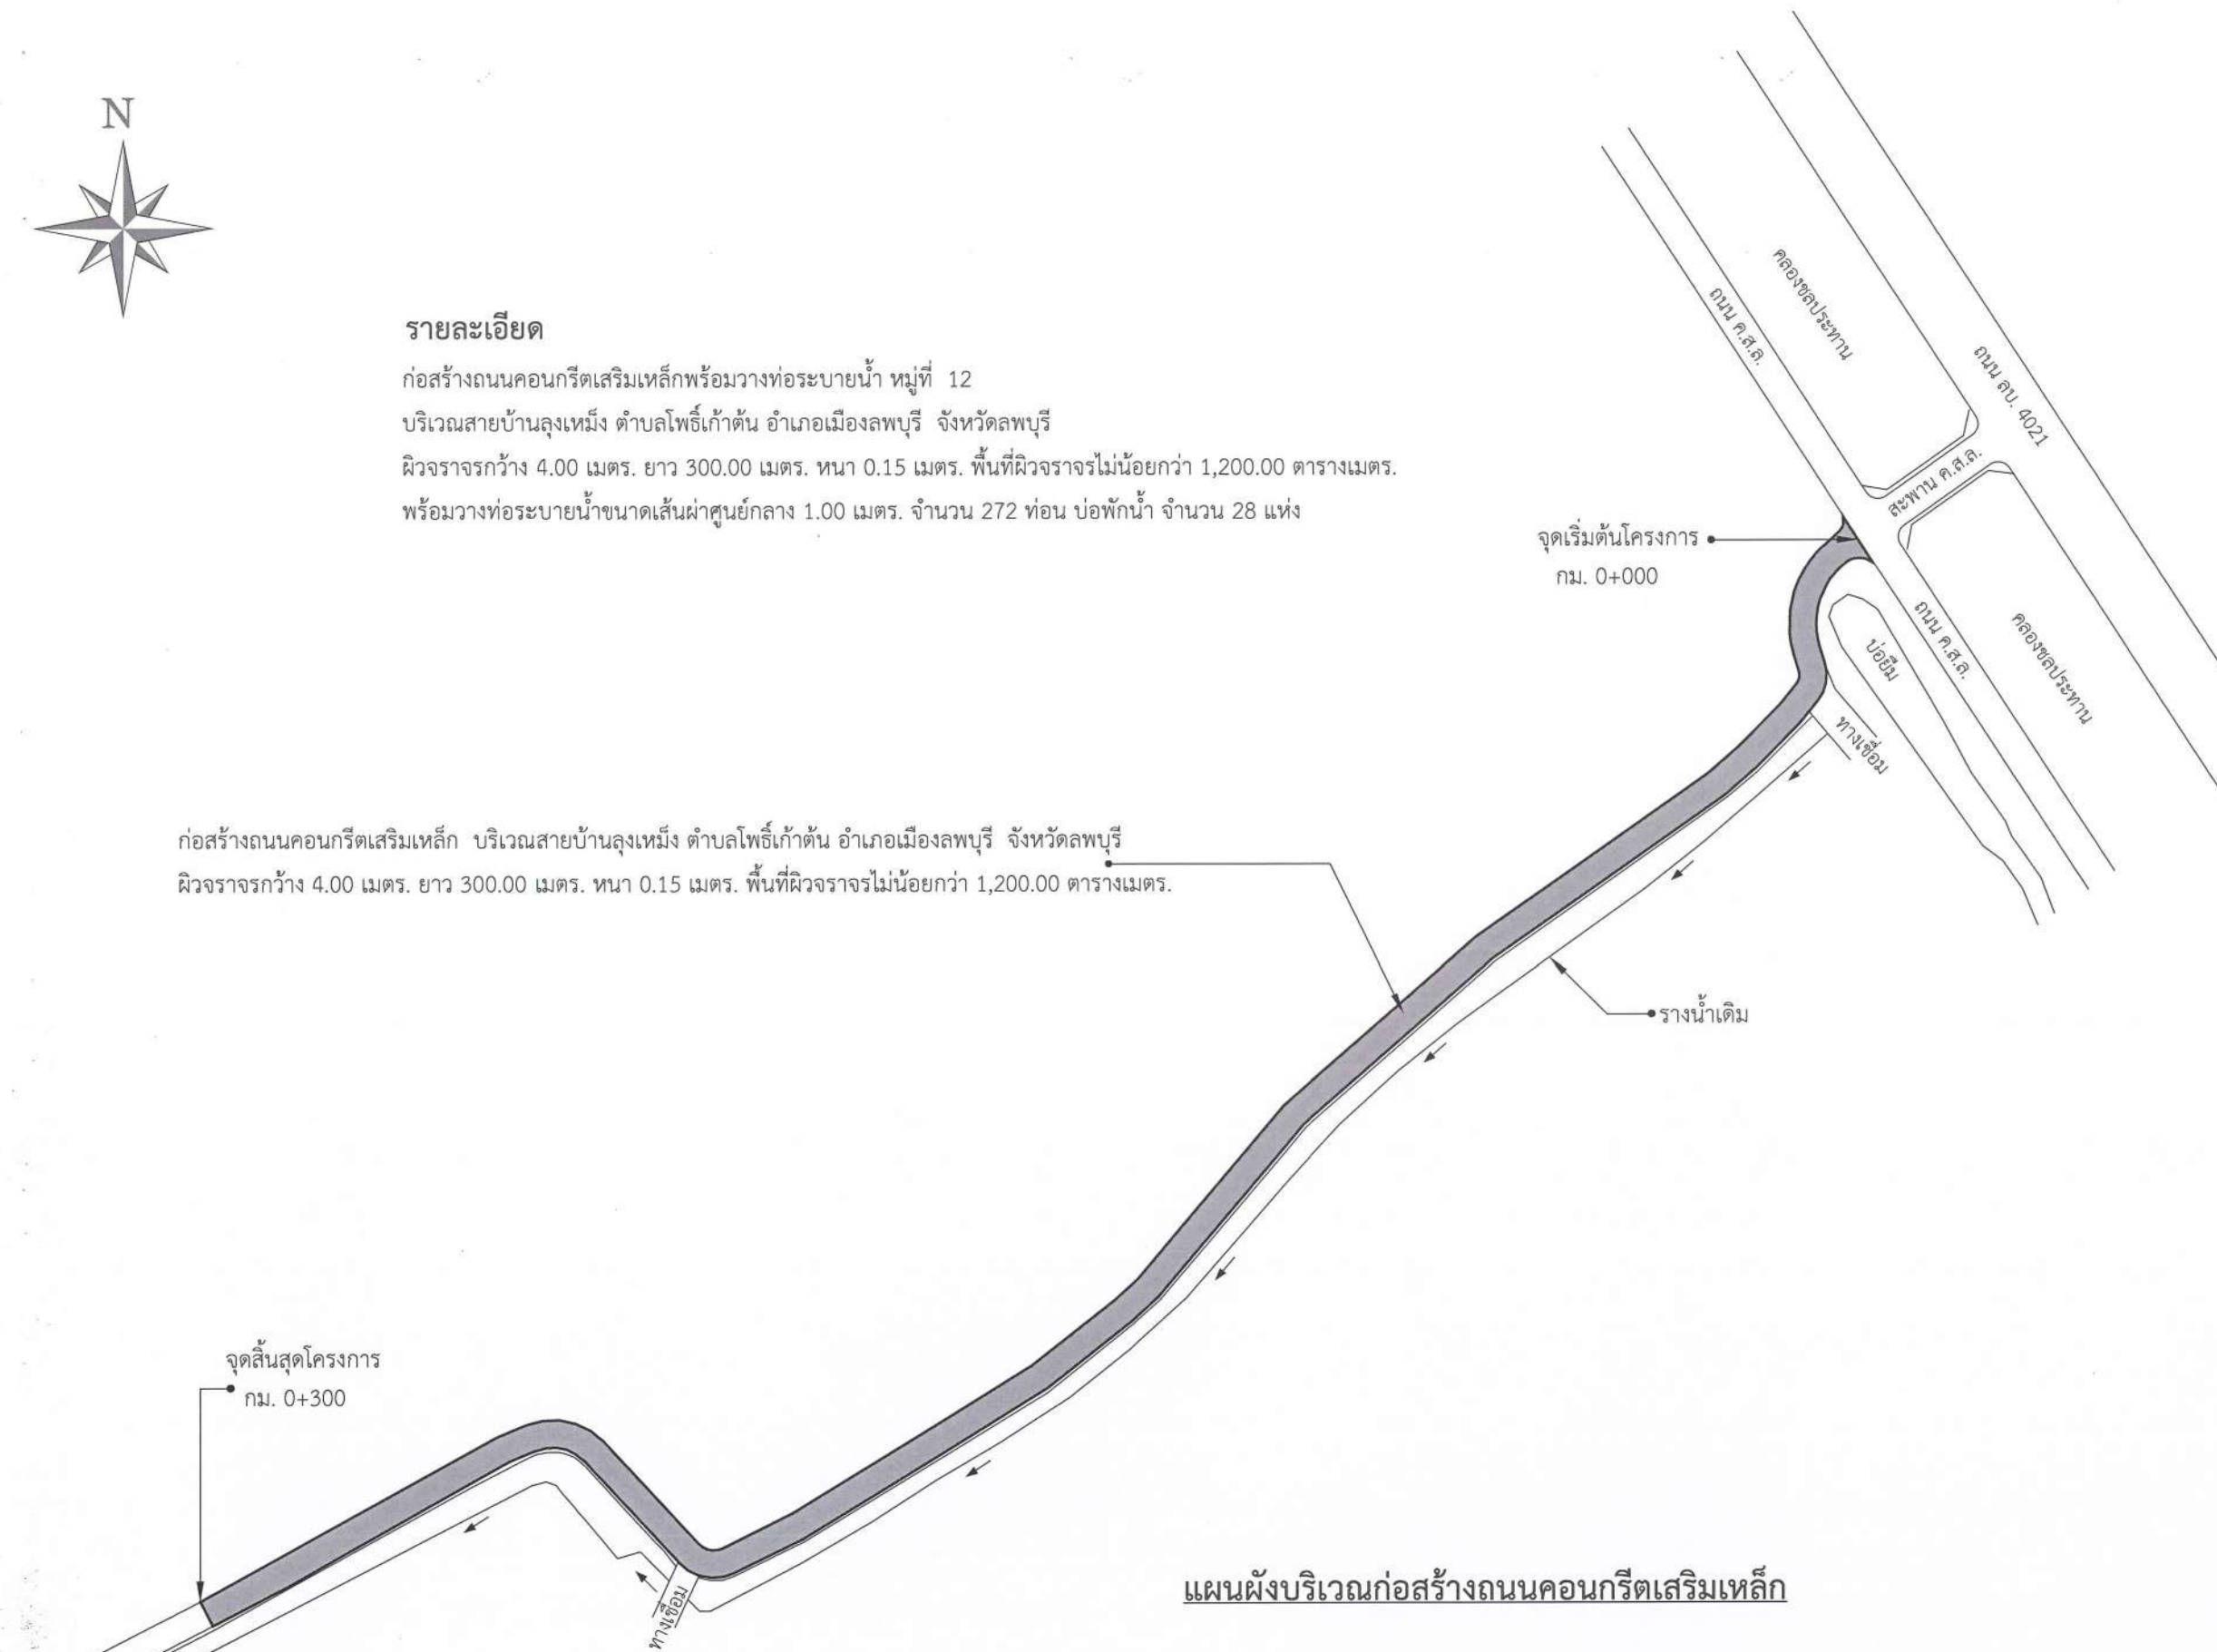 N
รายละเอียด
ก่อสร้างถนนคอนกรีตเสริมเหล็กพร้อมวางท่อระบายน้ำ หมู่ที่ 12
บริเวณสายบ้านลุงเหม็ง ตำบลโพธิ์เก้าต้น อำเภอเมืองลพบุรี จังหวัดลพบุรี
ผิวจราจรกว้าง 4.00 เมตร. ยาว 300.00 เมตร. หนา 0.15 เมตร. พื้นที่ผิวจราจรไม่น้อยกว่า 1,200.00 ตารางเมตร.
พร้อมวางท่อระบายน้ำขนาดเส้นผ่าศูนย์กลาง 1.00 เมตร. จำนวน 272 ท่อน บ่อพักน้ำ จำนวน 28 แห่ง
คลองชลประทาน
ถนน ค.ส.ล.
ถนน ลบ. 4021
สะพาน ค.ส.ล.
จุดเริ่มต้นโครงการ
กม. 0+000
ถนน ค.ส.ล.
คลองชลประทาน
บ่อยืม
ทางเชื่อม
ก่อสร้างถนนคอนกรีตเสริมเหล็ก บริเวณสายบ้านลุงเหม็ง ตำบลโพธิ์เก้าต้น อำเภอเมืองลพบุรี จังหวัดลพบุรี
ผิวจราจรกว้าง 4.00 เมตร. ยาว 300.00 เมตร. หนา 0.15 เมตร. พื้นที่ผิวจราจรไม่น้อยกว่า 1,200.00 ตารางเมตร.
รางน้ำเดิม
จุดสิ้นสุดโครงการ
กม. 0+300
ทางเชื่อม
แผนผังบริเวณก่อสร้างถนนคอนกรีตเสริมเหล็ก